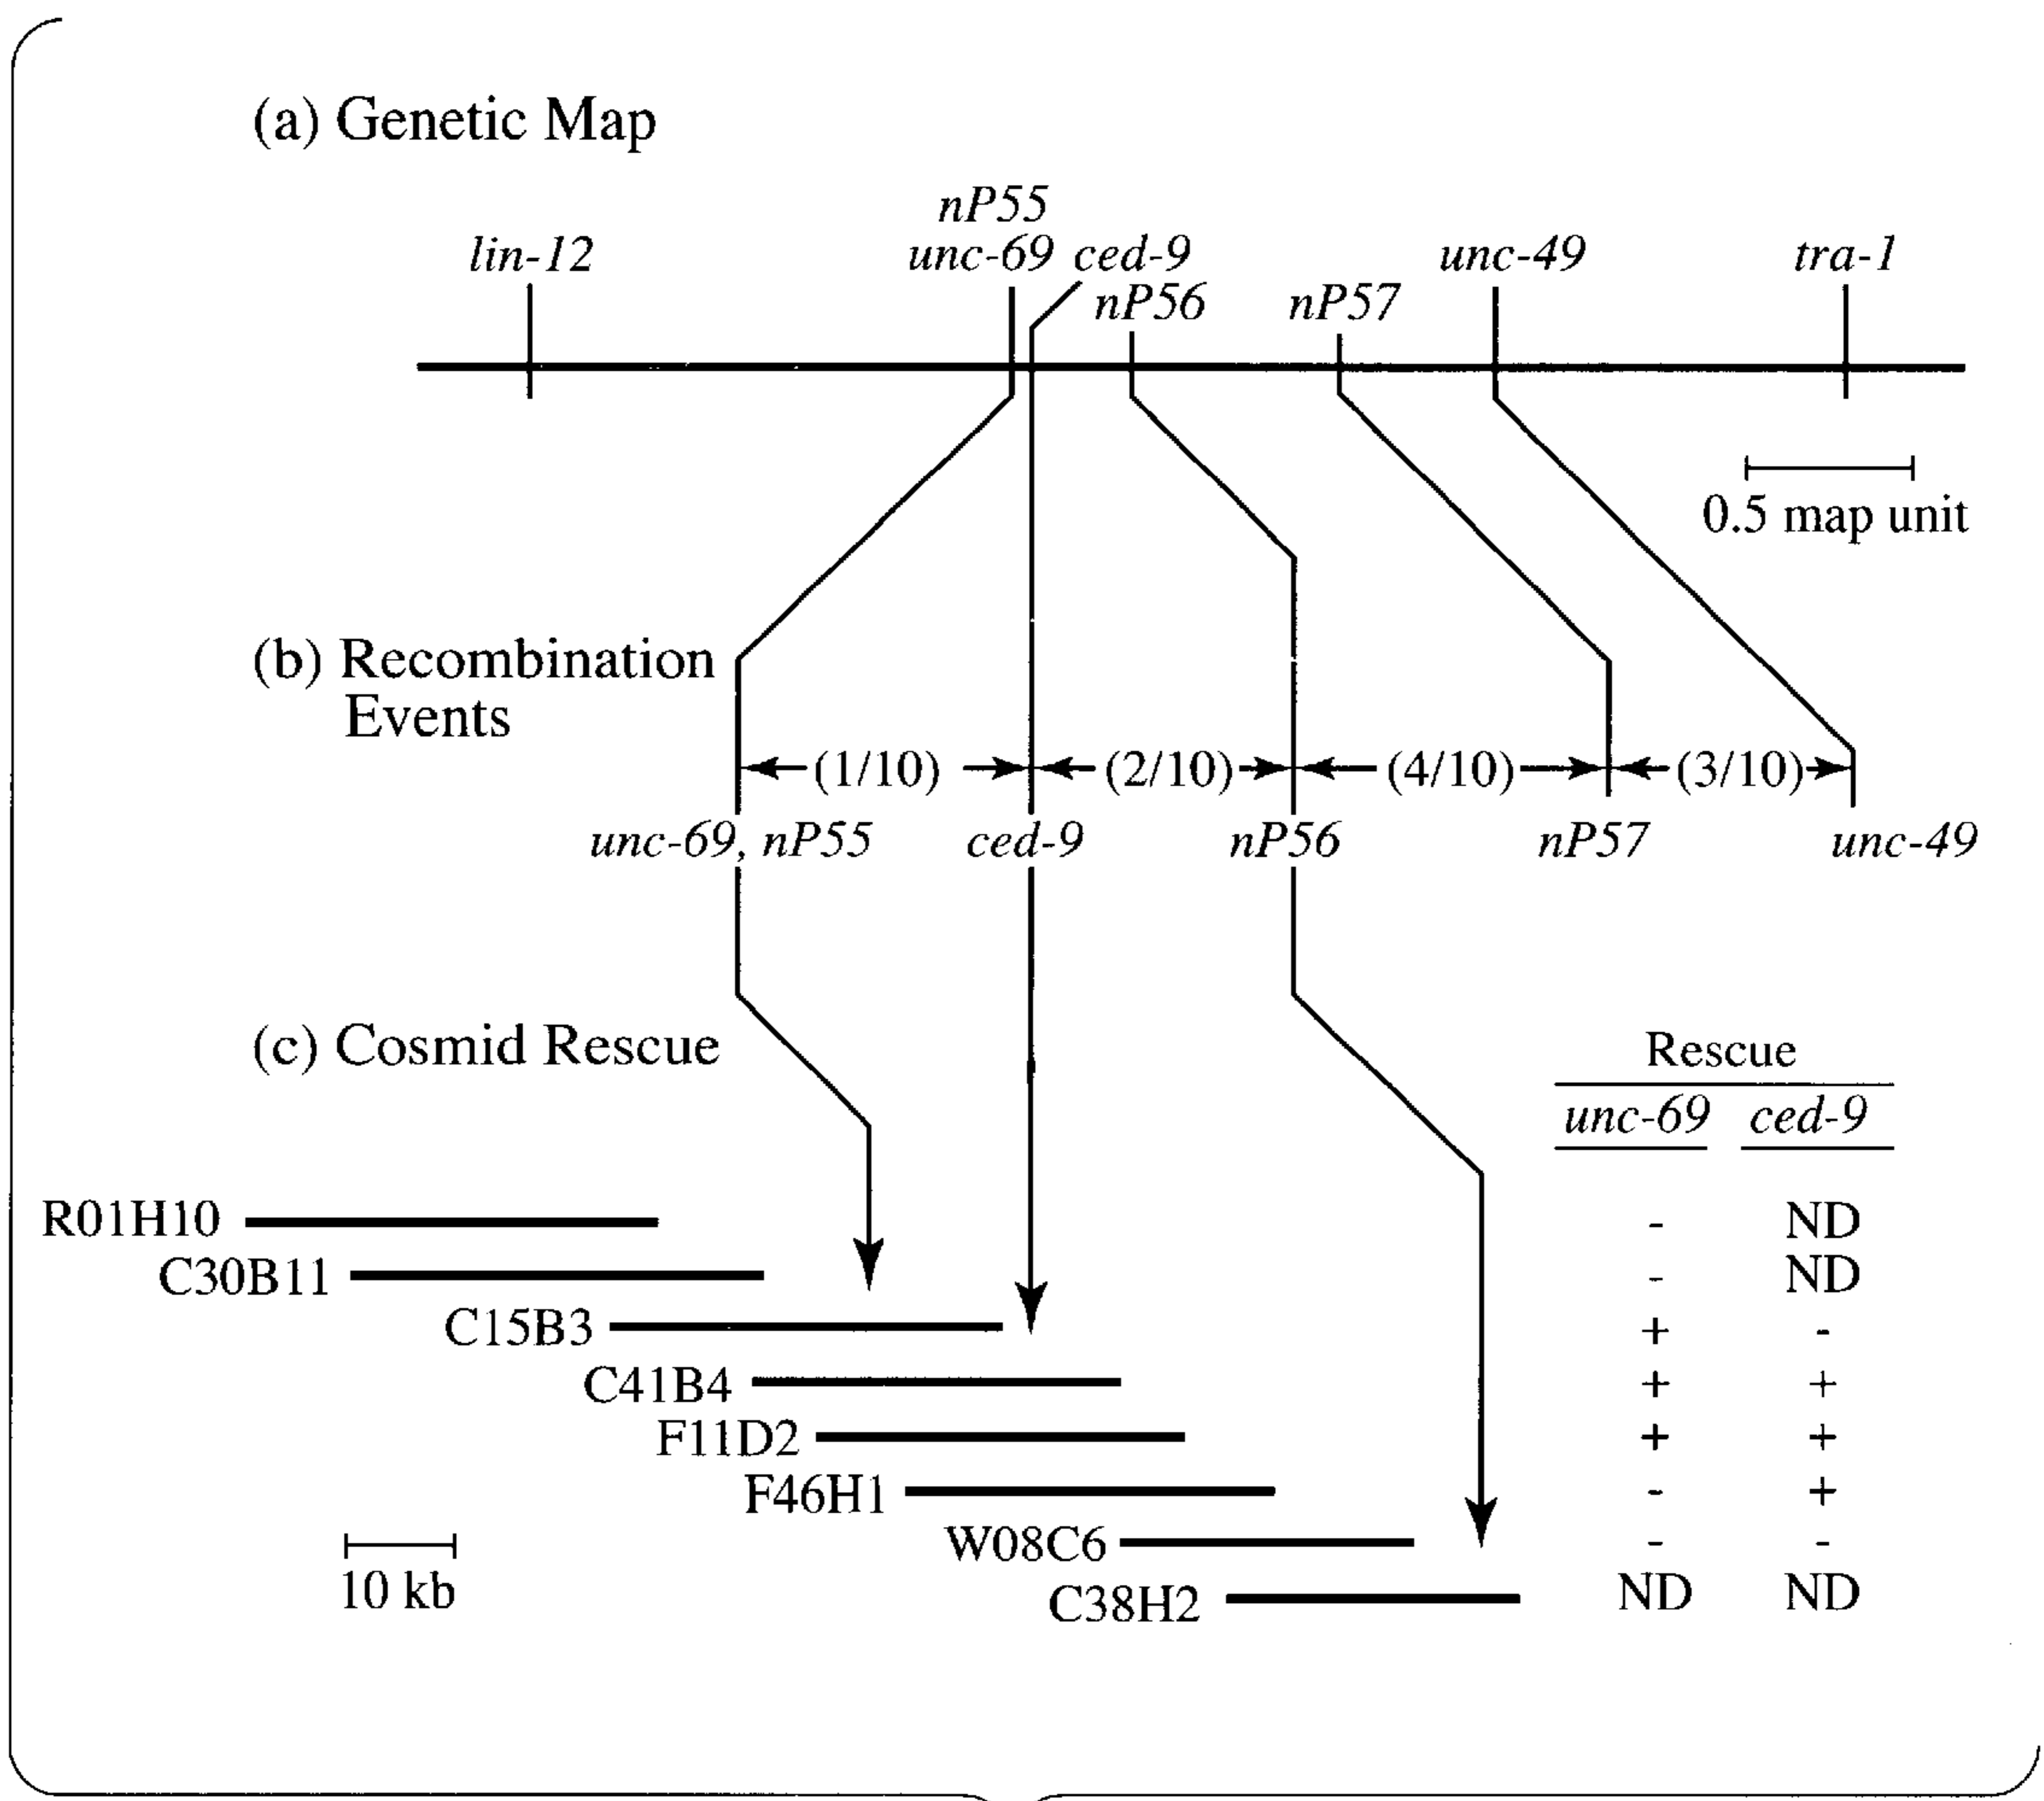 (a) Genetic Map
nP55
lin-12 unc-69 ced-9 unc-49 tra-1
nP56 nP57
0.5 map unit
(b) Recombination
Events
(1/10) (2/10) (4/10) (3/10)
unc-69, nP55 ced-9 nP56 nP57 unc-49
(c) Cosmid Rescue
Rescue
unc-69 ced-9
R01H10 - ND
C30B11 - ND
C15B3 + -
C41B4 + +
F11D2 + +
F46H1 - +
W08C6 - -
10 kb
C38H2 ND ND